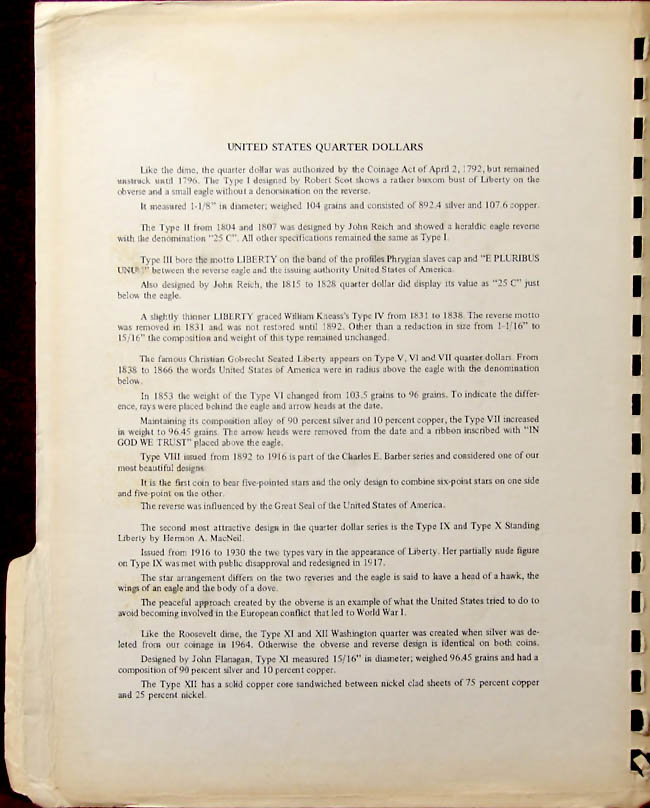 UNITED STATES QUARTER DOLLARS
Like the dime, the quarter dollar was authorized by the Coinage Act of April 2, 1792, but remained
unstruck until 1796. The Type I designed by Robert Scot shows a rather buxom bust of Liberty on the
obverse and a small eagle without a denomination on the reverse.
It measured 1-1/8" in diameter; weighed 104 grains and consisted of 892.4 silver and 107.6 copper.
The Type II from 1804 and 1807 was designed by John Reich and showed a heraldic eagle reverse
with the denomination "25 C". All other specifications remained the same as Type I.
Type III bore the motto LIBERTY on the band of the profiles Phrygian slaves cap and "E PLURIBUS
between the reverse eagle and the issuing authority United States of America.
Also designed by John Reich, the 1815 to 1828 quarter dollar did display its value as "25 C" just
below the eagle.
A slightly thinner LIBERTY graced William Kneass's Type IV from 1831 to 1838. The reverse motto
was removed in 1831 and was not restored until 1892. Other than a reduction in size from 1-1/16" to
15/16" the composition and weight of this type remained unchanged.
The famous Christian Gobrecht Seated Liberty appears on Type V, VI and VII quarter dollars. From
1838 to 1866 the words United States of America were in radius above the eagle with the denomination
below.
In 1853 the weight of the Type VI changed from 103.5 grains to 96 grains. To indicate the differ-
ence, rays were placed behind the eagle and arrow heads at the date.
Maintaining its composition alloy of 90 percent silver and 10 percent copper, the Type VII increased
in weight to 96.45 grains. The arrow heads were removed from the date and a ribbon inscribed with "IN
GOD WE TRUST" placed above the eagle.
Type VIII issued from 1892 to 1916 is part of the Charles E. Barber series and considered one of our
most beautiful designs.
It is the first coin to bear five-pointed stars and the only design to combine six-point stars on one side
and five-point on the other.
The reverse was influenced by the Great Seal of the United States of America.
The second most attractive design in the quarter dollar series is the Type IX and Type X Standing
Liberty by Hermon A. MacNeil.
Issued from 1916 to 1930 the two types vary in the appearance of Liberty. Her partially nude figure
on Type IX was met with public disapproval and redesigned in 1917.
The star arrangement differs on the two reverses and the eagle is said to have a head of a hawk, the
wings of an eagle and the body of a dove.
The peaceful approach created by the obverse is an example of what the United States tried to do to
avoid becoming involved in the European conflict that led to World War I.
Like the Roosevelt dime, the Type XI and XII Washington quarter was created when silver was de-
leted from our coinage in 1964. Otherwise the obverse and reverse design is identical on both coins.
Designed by John Flanagan, Type XI measured 15/16" in diameter; weighed 96.45 grains and had a
composition of 90 percent silver and 10 percent copper.
The Type XII has a solid copper core sandwiched between nickel clad sheets of 75 percent copper
and 25 percent nickel.